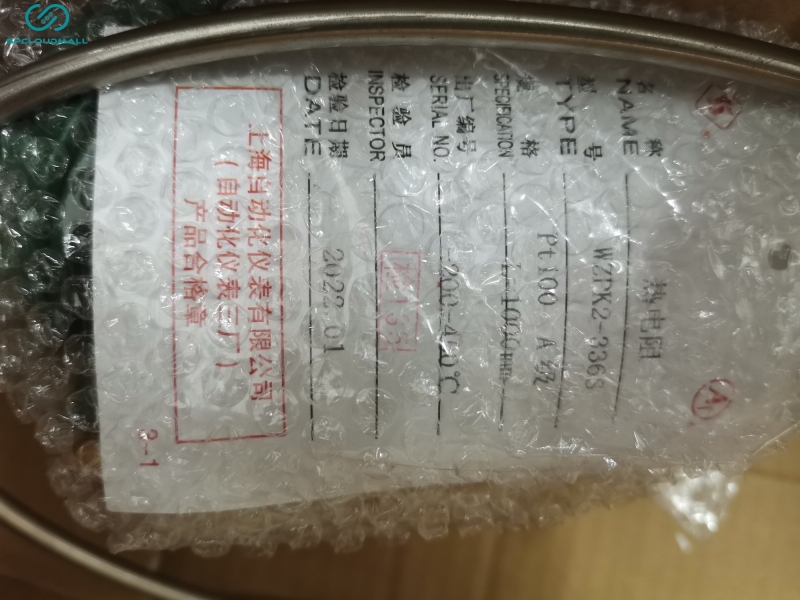 APCLOUDMALL
名 称
NAME
热电阻
型 号
TYPE
WZPK2-336S
规 格
SPECIFICATION
Pt100 A级
出厂编号
SERIAL NO.
检 验 员
INSPECTOR
检验日期
DATE
2022.01
上海自动化仪表有限公司
(自动化仪表三厂)
产品合格章
3-1